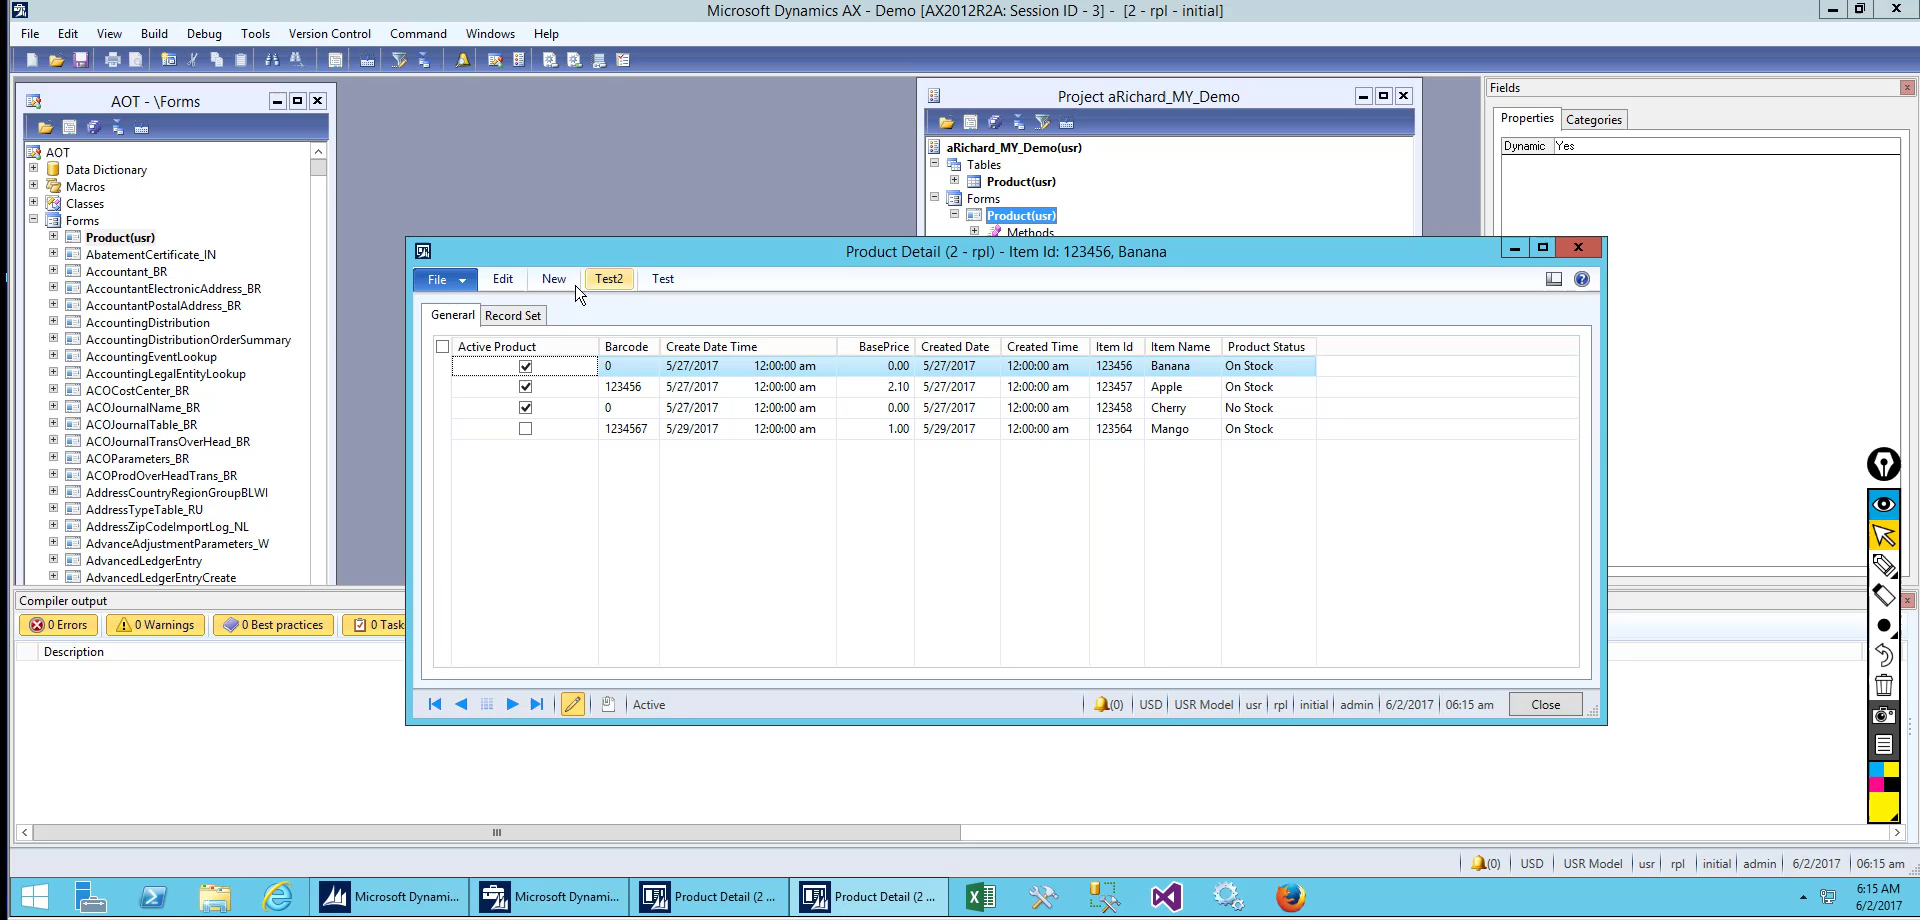 Microsoft Dynamics AX - Demo [AX2012R2A: Session ID - 3] - [2 - rpl - initial]
File Edit View Build Debug Tools Version Control Command Windows Help
AOT - \Forms
AOT
Data Dictionary
Macros
Classes
Forms
Product(usr)
AbatementCertificate_IN
Accountant_BR
AccountantElectronicAddress_BR
AccountantPostalAddress_BR
AccountingDistribution
AccountingDistributionOrderSummary
AccountingEventLookup
AccountingLegalEntityLookup
ACOCostCenter_BR
ACOJournalName_BR
ACOJournalTable_BR
ACOJournalTransOverHead_BR
ACOParameters_BR
ACOProdOverHeadTrans_BR
AddressCountryRegionGroupBLWI
AddressTypeTable_RU
AddressZipCodeImportLog_NL
AdvanceAdjustmentParameters_W
AdvancedLedgerEntry
AdvancedLedgerEntryCreate
Project aRichard_MY_Demo
aRichard_MY_Demo(usr)
Tables
Product(usr)
Forms
Product(usr)
Methods
Fields
Properties Categories
Dynamic Yes
Product Detail (2 - rpl) - Item Id: 123456, Banana
File Edit New Test2 Test
Generarl Record Set
Active Product Barcode Create Date Time BasePrice Created Date Created Time Item Id Item Name Product Status
0 5/27/2017 12:00:00 am 0.00 5/27/2017 12:00:00 am 123456 Banana On Stock
123456 5/27/2017 12:00:00 am 2.10 5/27/2017 12:00:00 am 123457 Apple On Stock
0 5/27/2017 12:00:00 am 0.00 5/27/2017 12:00:00 am 123458 Cherry No Stock
1234567 5/29/2017 12:00:00 am 1.00 5/29/2017 12:00:00 am 123564 Mango On Stock
Active (0) USD USR Model usr rpl initial admin 6/2/2017 06:15 am Close
Compiler output
0 Errors 0 Warnings 0 Best practices 0 Task
Description
(0) USD USR Model usr rpl initial admin 6/2/2017 06:15 am
Microsoft Dynami... Microsoft Dynami... Product Detail (2 ... Product Detail (2 ...
6:15 AM
6/2/2017